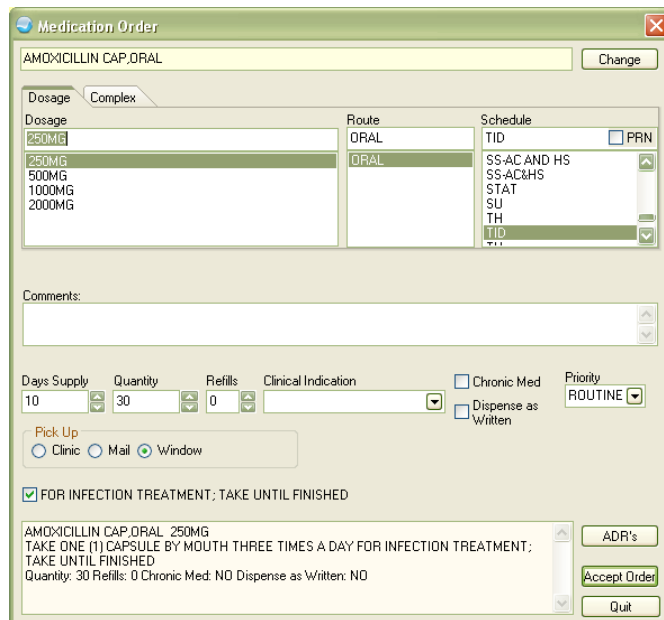 Medication Order
AMOXICILLIN CAP,ORAL
Change
Dosage
Complex
Dosage
Route
Schedule
250MG
ORAL
TID
PRN
250MG
500MG
1000MG
2000MG
ORAL
SS-AC AND HS
SS-AC&HS
STAT
SU
TH
TID
Comments:
Days Supply
Quantity
Refills
Clinical Indication
Chronic Med
Priority
10
30
0
Dispense as
Written
ROUTINE
Pick Up
Clinic
Mail
Window
FOR INFECTION TREATMENT; TAKE UNTIL FINISHED
AMOXICILLIN CAP,ORAL 250MG
TAKE ONE (1) CAPSULE BY MOUTH THREE TIMES A DAY FOR INFECTION TREATMENT;
TAKE UNTIL FINISHED
Quantity: 30 Refills: 0 Chronic Med: NO Dispense as Written: NO
ADR's
Accept Order
Quit